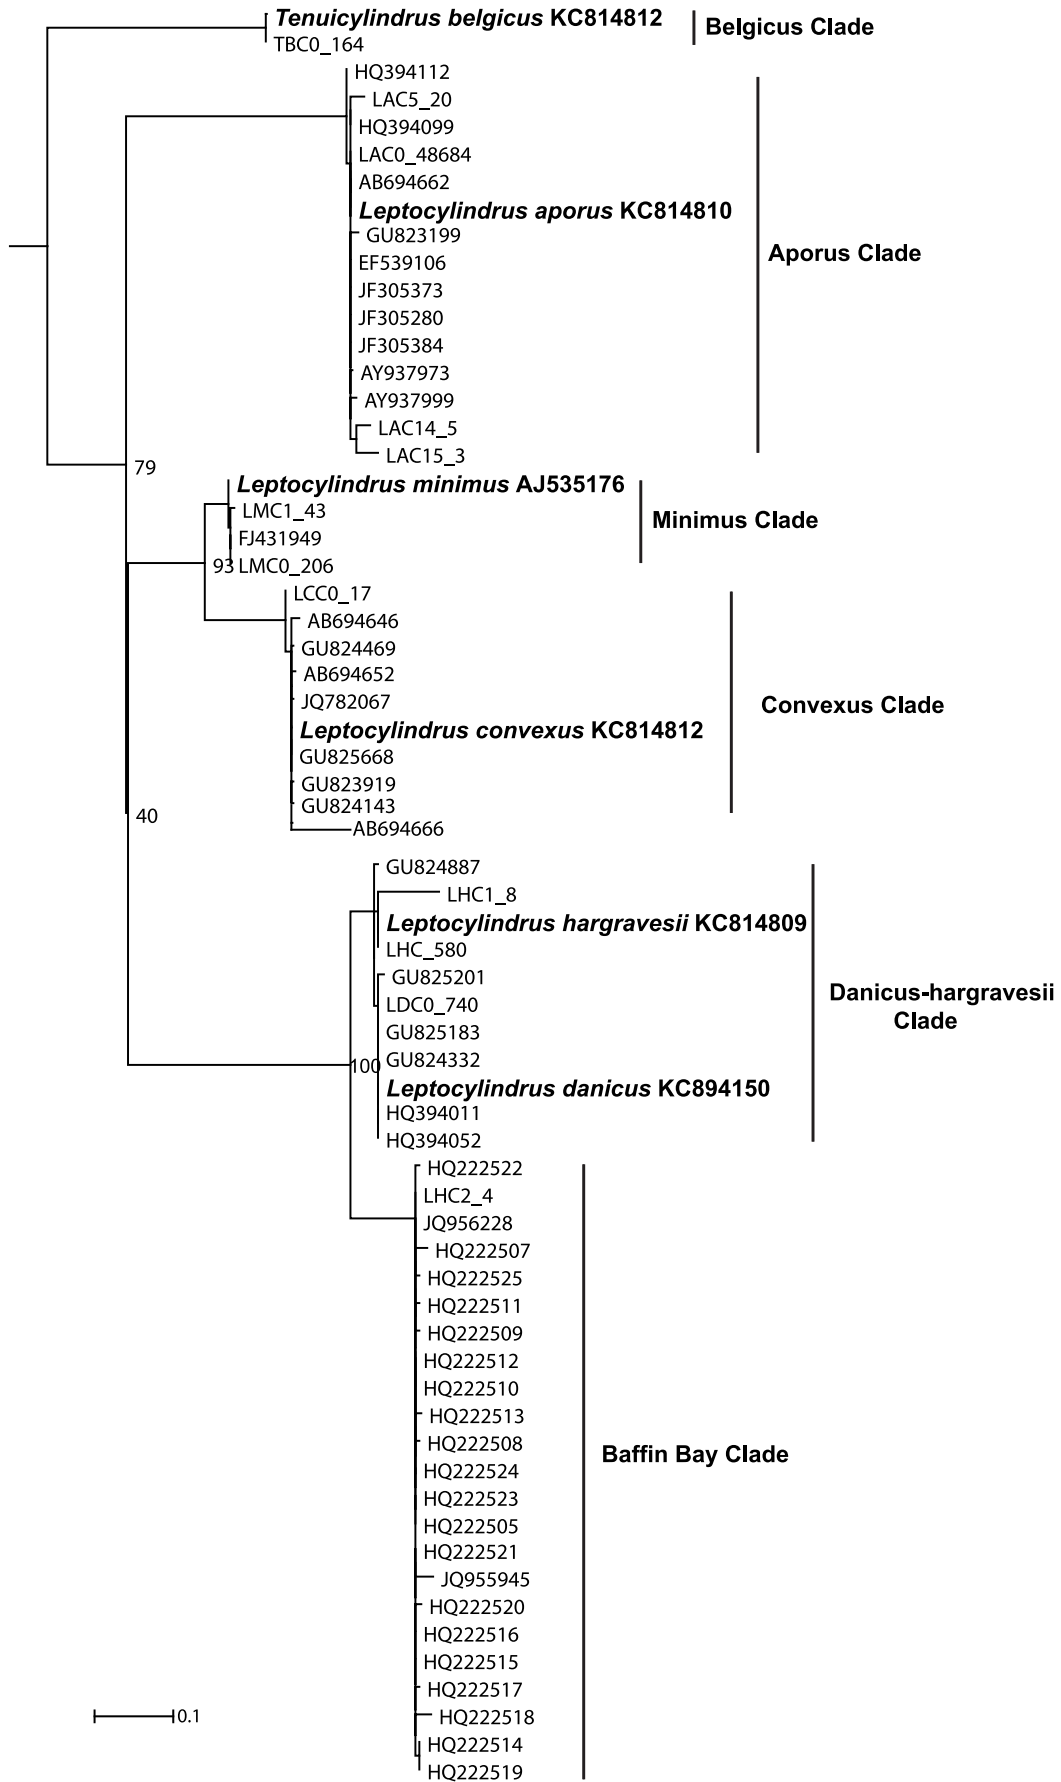 Tenuicylindrus belgicus KC814812
Belgicus Clade
TBC0_164
HQ394112
LAC5_20
HQ394099
LAC0_48684
AB694662
Leptocylindrus aporus KC814810
GU823199
Aporus Clade
EF539106
JF305373
JF305280
JF305384
AY937973
AY937999
LAC14_5
LAC15_3
79
Leptocylindrus minimus AJ535176
LMC1_43
Minimus Clade
FJ431949
93 LMC0_206
LCC0_17
AB694646
GU824469
AB694652
JQ782067
Convexus Clade
Leptocylindrus convexus KC814812
GU825668
GU823919
GU824143
40
AB694666
GU824887
LHC1_8
Leptocylindrus hargravesii KC814809
LHC_580
GU825201
Danicus-hargravesii
Clade
LDC0_740
GU825183
GU824332
100
Leptocylindrus danicus KC894150
HQ394011
HQ394052
HQ222522
LHC2_4
JQ956228
HQ222507
HQ222525
HQ222511
HQ222509
HQ222512
HQ222510
HQ222513
HQ222508
Baffin Bay Clade
HQ222524
HQ222523
HQ222505
HQ222521
JQ955945
HQ222520
HQ222516
HQ222515
HQ222517
HQ222518
0.1
HQ222514
HQ222519